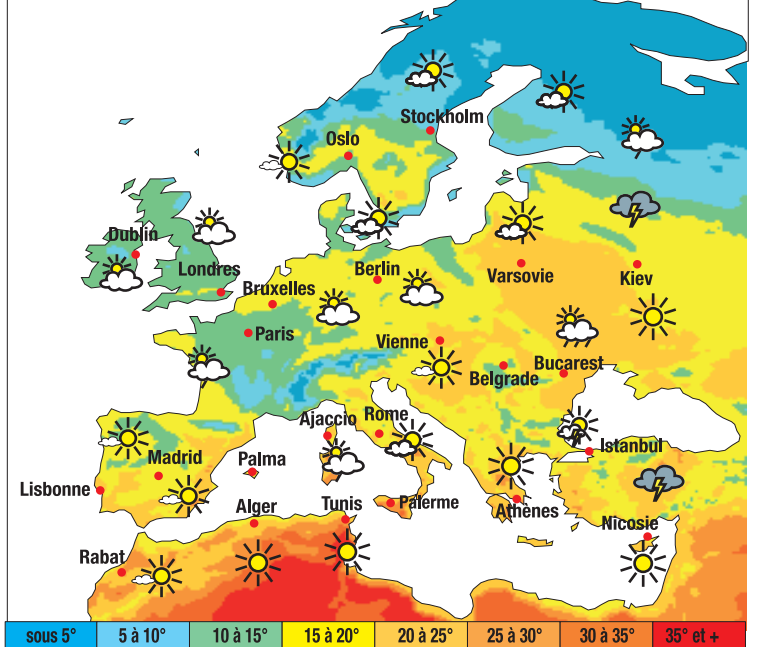 Stockholm
Oslo
Dublin
Londres
Berlin
Varsovie
Kiev
Bruxelles
Paris
Vienne
Bucarest
Belgrade
Ajaccio
Rome
Istanbul
Madrid
Palma
Lisbonne
Alger
Tunis
Palerme
Athènes
Nicosie
Rabat
sous 5° 5 à 10° 10 à 15° 15 à 20° 20 à 25° 25 à 30° 30 à 35° 35° et +